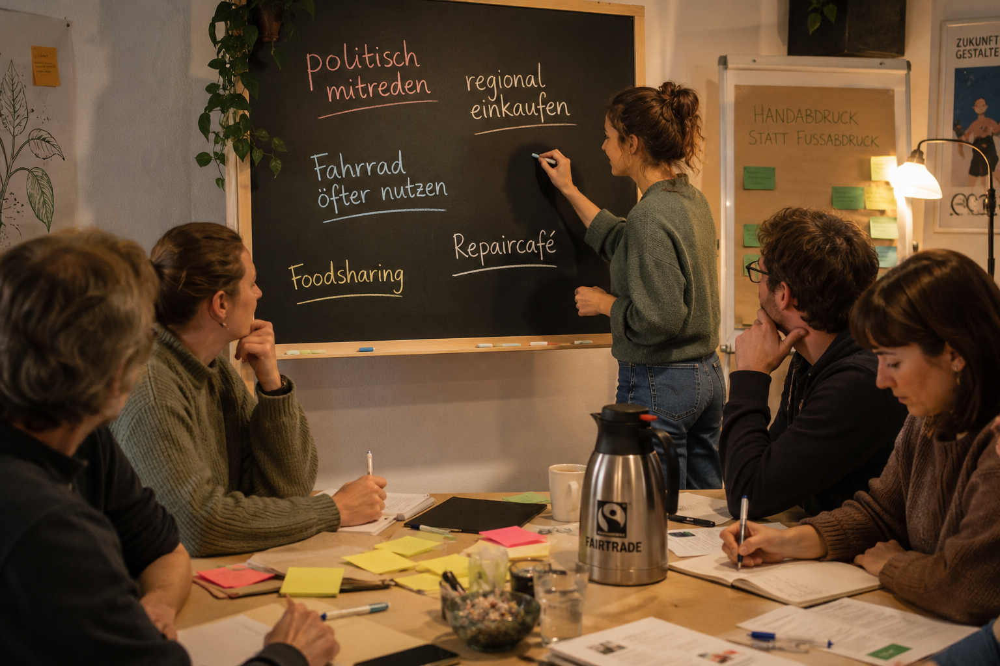 politisch
mitreden
regional
einkaufen
Fahrrad
öfter nutzen
Repaircafé
Foodsharing
HANDABDRUCK
STATT FUSSABDRUCK
ZUKUNFT
GESTALTE
FAIRTRADE